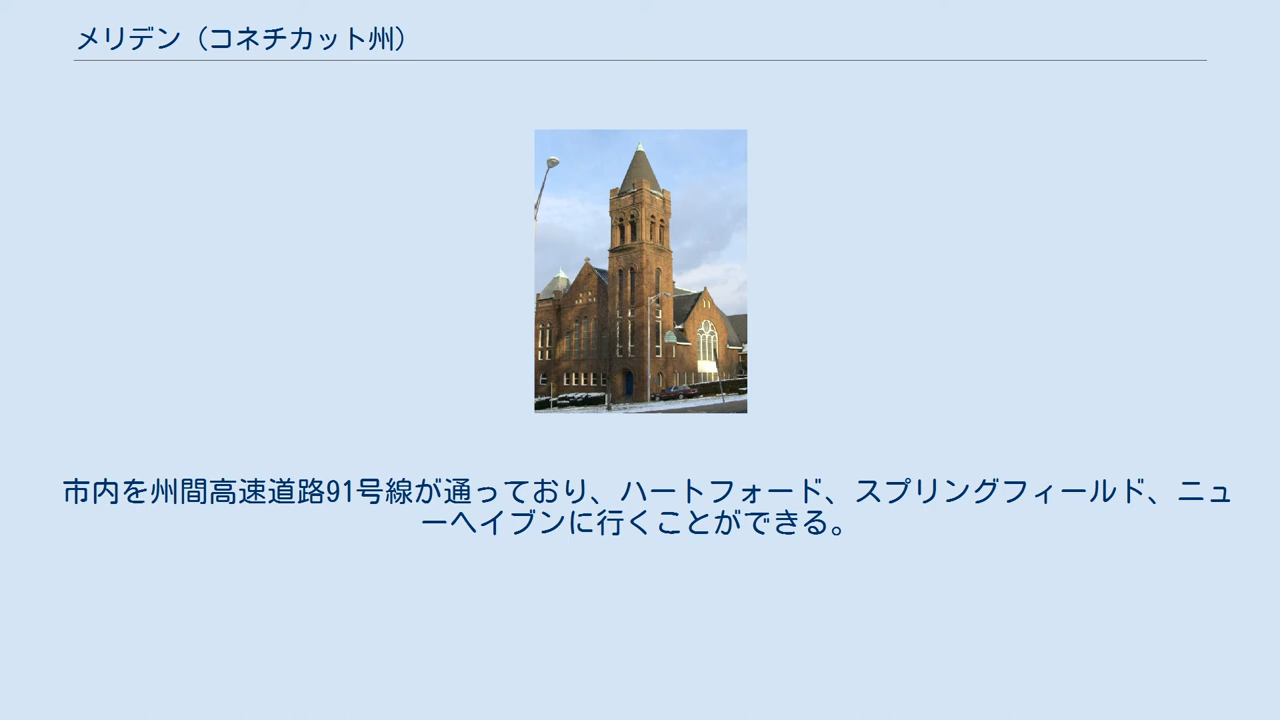 メリデン（コネチカット州）
市内を州間高速道路91号線が通っており、ハートフォード、スプリングフィールド、ニュ
ーヘイブンに行くことができる。